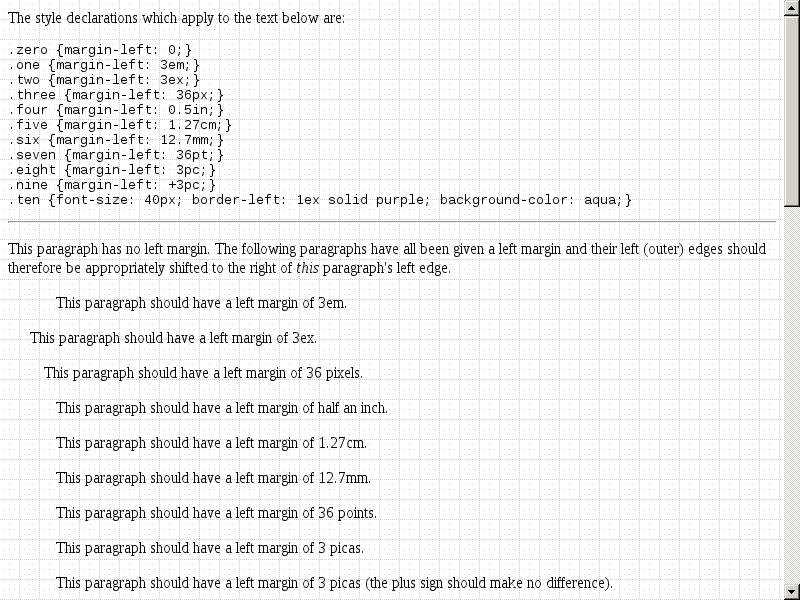 The style declarations which apply to the text below are:
.zero {margin-left: 0;}
.one {margin-left: 3em;}
.two {margin-left: 3ex;}
.three {margin-left: 36px;}
.four {margin-left: 0.5in;}
.five {margin-left: 1.27cm;}
.six {margin-left: 12.7mm;}
.seven {margin-left: 36pt;}
.eight {margin-left: 3pc;}
.nine {margin-left: +3pc;}
.ten {font-size: 40px; border-left: 1ex solid purple; background-color: aqua;}
This paragraph has no left margin. The following paragraphs have all been given a left margin and their left (outer) edges should
therefore be appropriately shifted to the right of this paragraph's left edge.
This paragraph should have a left margin of 3em.
This paragraph should have a left margin of 3ex.
This paragraph should have a left margin of 36 pixels.
This paragraph should have a left margin of half an inch.
This paragraph should have a left margin of 1.27cm.
This paragraph should have a left margin of 12.7mm.
This paragraph should have a left margin of 36 points.
This paragraph should have a left margin of 3 picas.
This paragraph should have a left margin of 3 picas (the plus sign should make no difference).